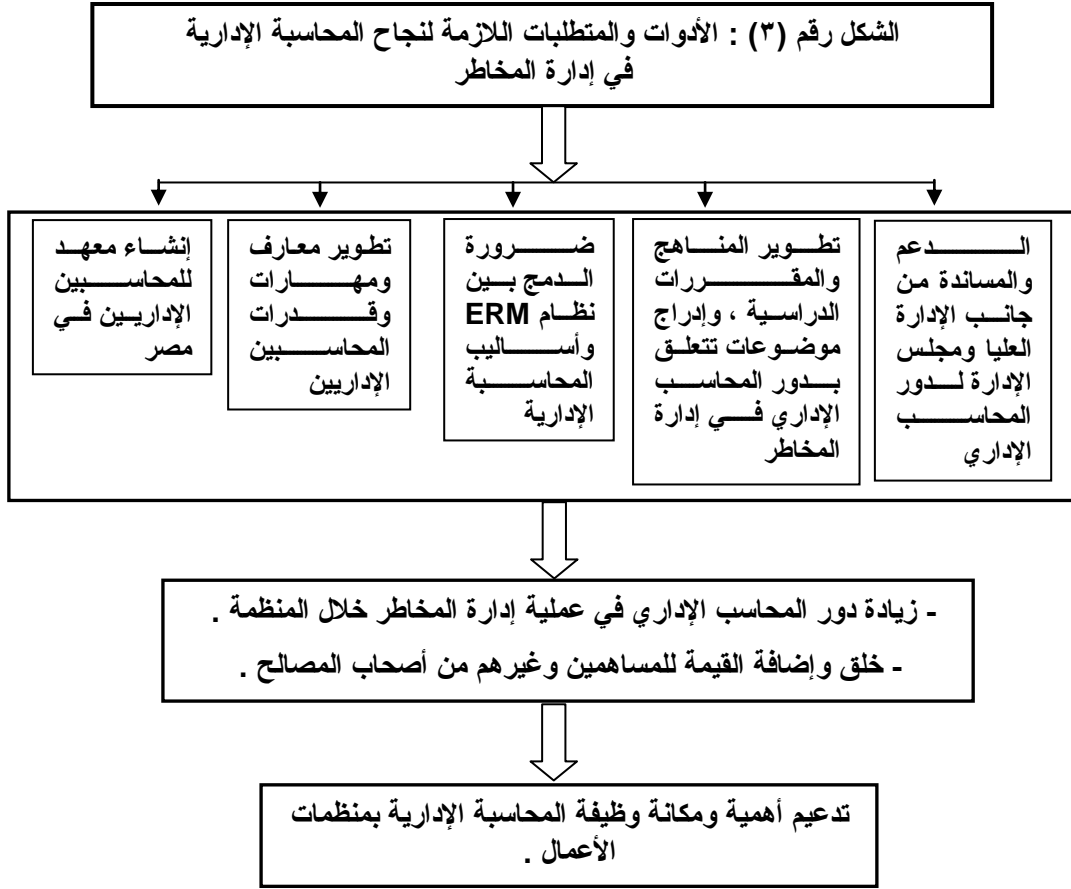 الشكل رقم (٣) : الأدوات والمتطلبات اللازمة لنجاح المحاسبة الإدارية
في إدارة المخاطر
الدعم
والمساندة من
جانب الإدارة
العليا ومجلس
الإدارة لدور
المحاسب
الإداري
تطوير المناهج
والمقررات
الدراسية ، وإدراج
موضوعات تتعلق
بدور المحاسب
الإداري في إدارة
المخاطر
ضرورة
الدمج بين
نظام ERM
وأساليب
المحاسبة
الإدارية
تطوير معارف
ومهارات
وقدرات
المحاسبين
الإداريين
إنشاء معهد
للمحاسبين
الإداريين في
مصر
- زيادة دور المحاسب الإداري في عملية إدارة المخاطر خلال المنظمة .
- خلق وإضافة القيمة للمساهمين وغيرهم من أصحاب المصالح .
تدعيم أهمية ومكانة وظيفة المحاسبة الإدارية بمنظمات
الأعمال .